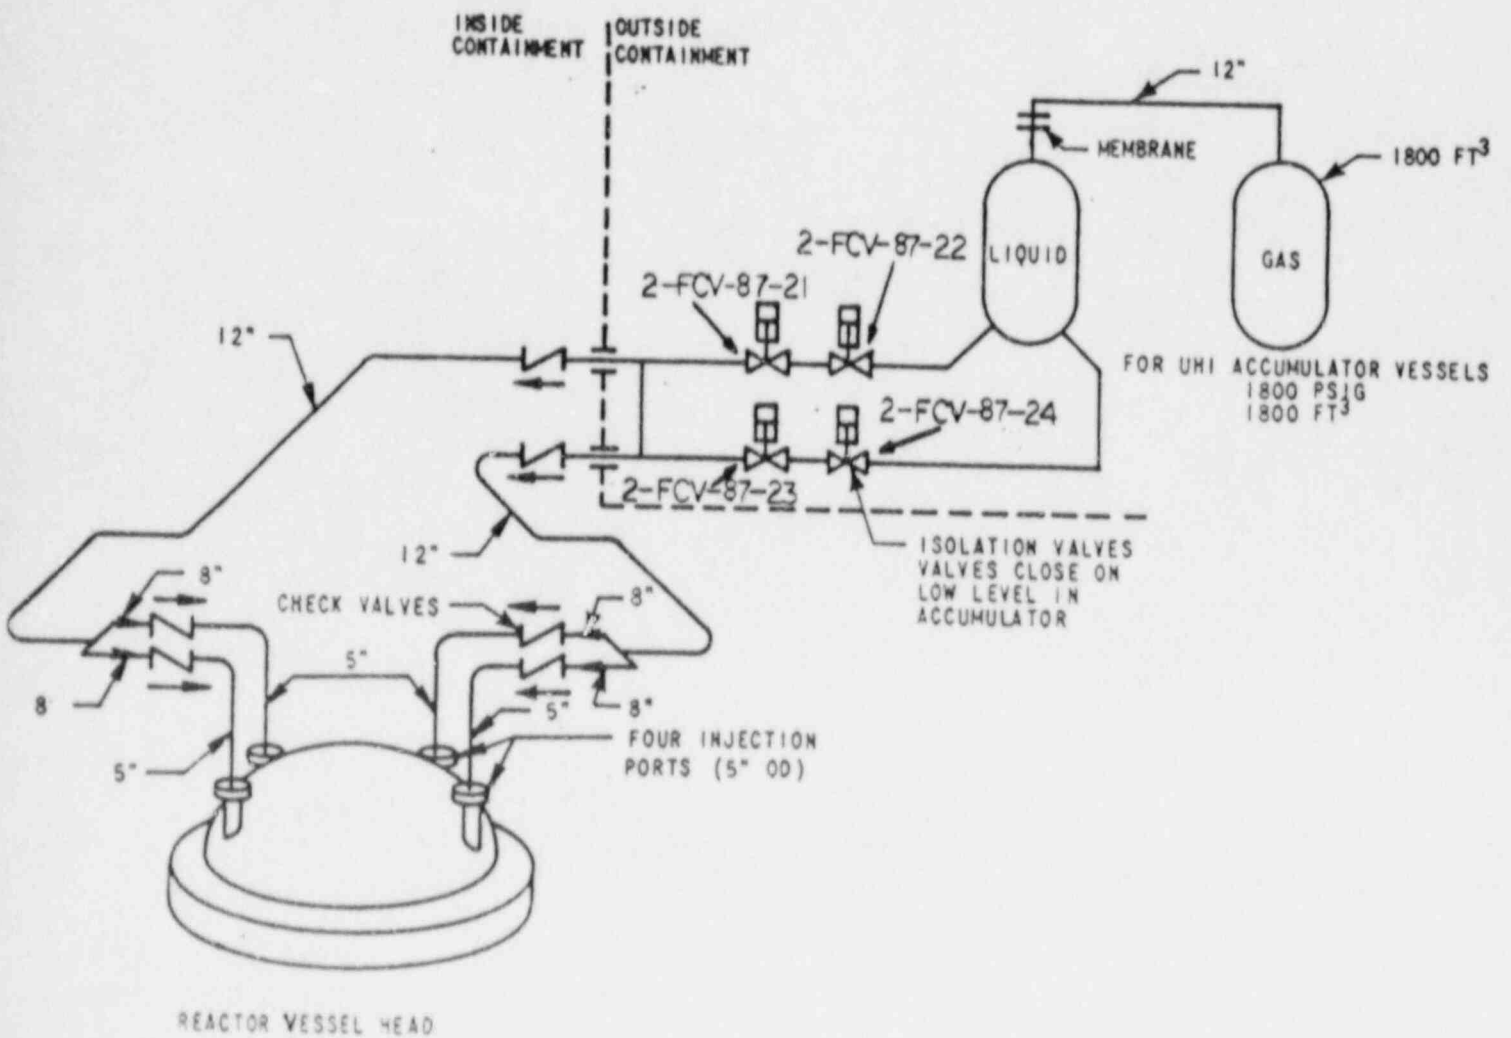 INSIDE
CONTAINMENT
OUTSIDE
CONTAINMENT
12"
MEMBRANE
1800 FT3
2-FCV-87-22
LIQUID
GAS
2-FCV-87-21
12"
FOR UHI ACCUMULATOR VESSELS
1800 PSIG
1800 FT3
2-FCV-87-24
2-FCV-87-23
12"
ISOLATION VALVES
VALVES CLOSE ON
LOW LEVEL IN
ACCUMULATOR
8"
CHECK VALVES
8"
5"
8
5"
8"
5"
FOUR INJECTION
PORTS (5" OD)
REACTOR VESSEL HEAD